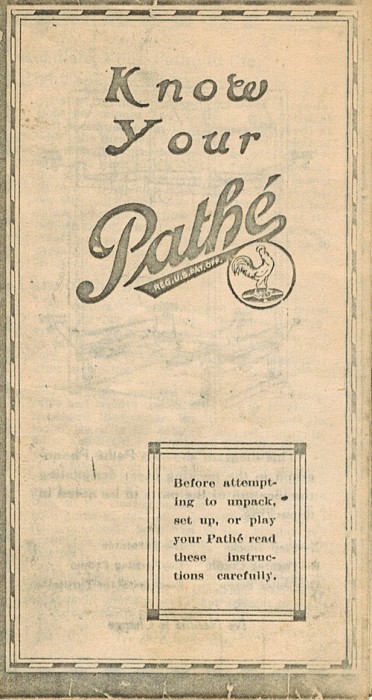 Know
Your
Pathé
REG. U.S. PAT. OFF.
Before attempt-
ing to unpack,
set up, or play
your Pathé read
these instruc-
tions carefully.